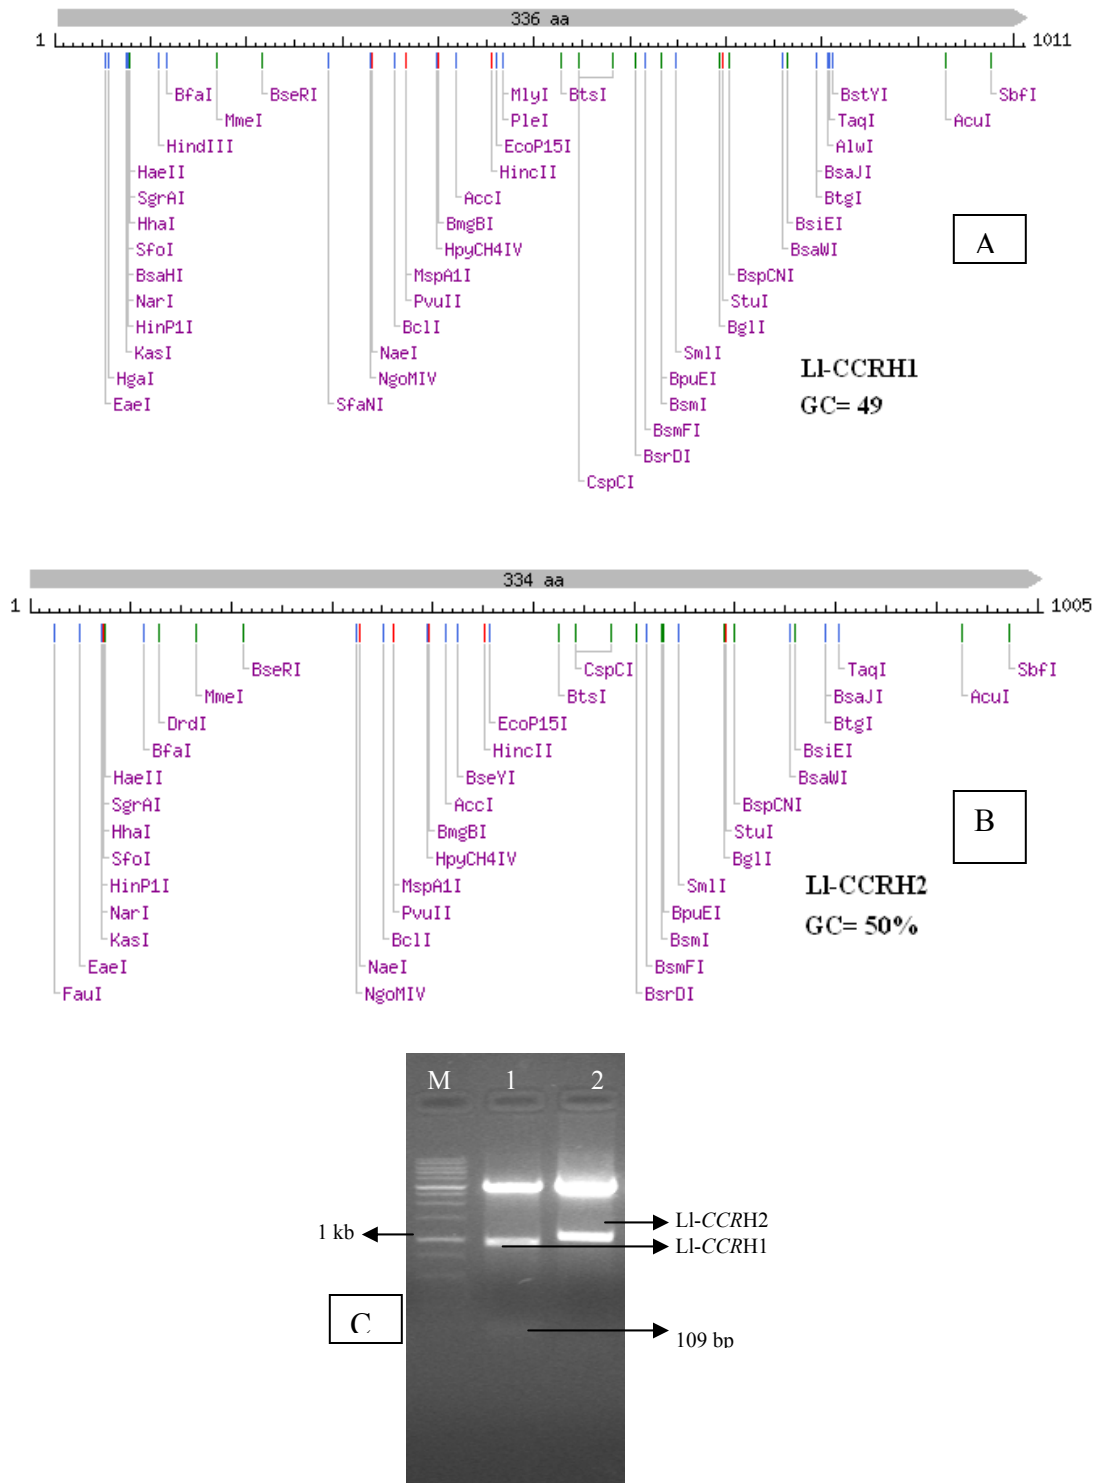 336 aa
1 1011
BfaI BseRI MlyI BtsI BstYI SbfI
MmeI PleI TaqI AcuI
HindIII EcoP15I AlwI
HaeII HincII BsaJI
SgrAI AccI BtgI
HhaI BmgBI BsiEI
SfoI HpyCH4IV BsaWI
A
BsaHI MspA1I BspCNI
NarI PvuII StuI
HinP1I BclI BglI
KasI NaeI SmlI
HgaI NgoMIV BpuEI
Ll-CCRH1
EaeI SfaNI BsmI
GC= 49
BsmFI
BsrDI
CspCI
334 aa
1 1005
BseRI CspCI TaqI SbfI
MmeI BtsI BsaJI AcuI
DrdI EcoP15I BtgI
BfaI HincII BsiEI
HaeII BseYI BsaWI
SgrAI AccI BspCNI
B
HhaI BmgBI StuI
SfoI HpyCH4IV BglI
HinP1I MspA1I SmlI
Ll-CCRH2
NarI PvuII BpuEI
GC= 50%
KasI BclI BsmI
EaeI NaeI BsmFI
FauI NgoMIV BsrDI
M 1 2
Ll-CCRH2
1 kb
Ll-CCRH1
C
109 bp